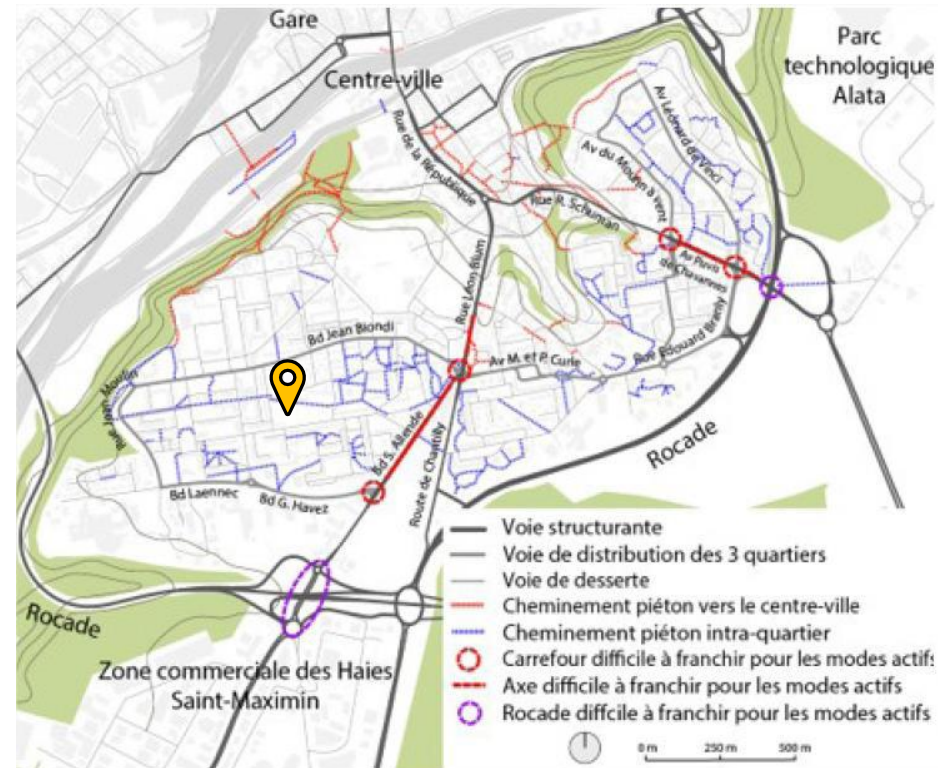 Gare
Parc
technologique
Alata
Centre-ville
Rue de la République
Av Léonard de Vinci
Av du Moulin à vent
Rue R. Schuman
Av Puvis
de Chavannes
Rue Léon Blum
Bd Jean Biondi
Av M. et P. Curie
Rue Edouard Branly
Rue Jean Moulin
Bd S. Allende
Route de Chantilly
Rocade
Bd Laennec
Bd G. Havez
Rocade
Zone commerciale des Haies
Saint-Maximin
Voie structurante
Voie de distribution des 3 quartiers
Voie de desserte
Cheminement piéton vers le centre-ville
Cheminement piéton intra-quartier
Carrefour difficile à franchir pour les modes actifs
Axe difficile à franchir pour les modes actifs
Rocade diffcile à franchir pour les modes actifs
0 m 250 m 500 m